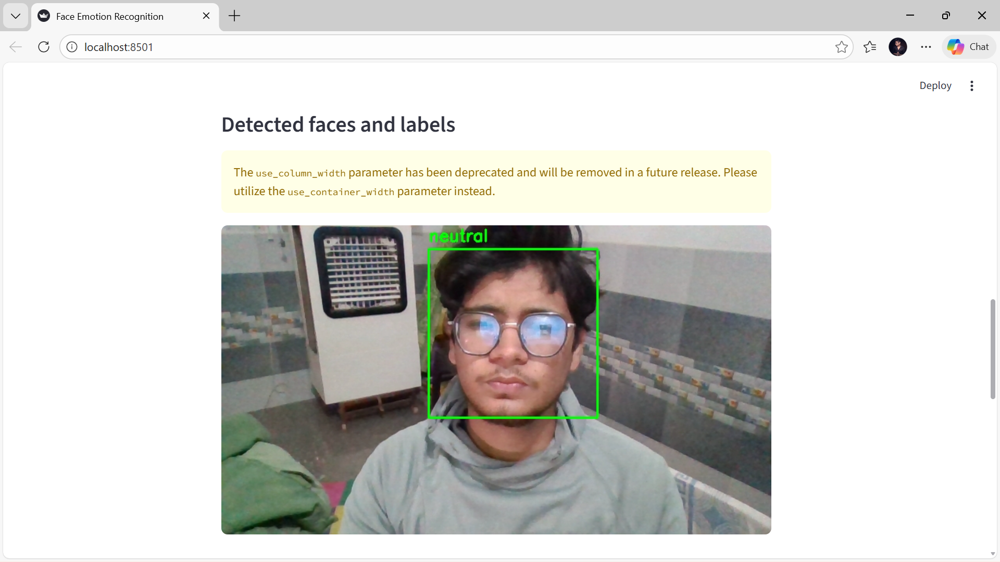 Face Emotion Recognition
localhost:8501
Chat
Deploy
Detected faces and labels
The use_column_width parameter has been deprecated and will be removed in a future release. Please
utilize the use_container_width parameter instead.
neutral